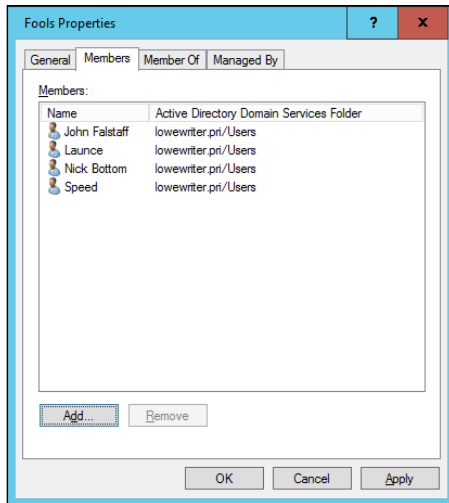 Fools Properties ? x
General Members Member Of Managed By
Members:
Name Active Directory Domain Services Folder
John Falstaff lowewriter.pri/Users
Launce lowewriter.pri/Users
Nick Bottom lowewriter.pri/Users
Speed lowewriter.pri/Users
Add... Remove
OK Cancel Apply